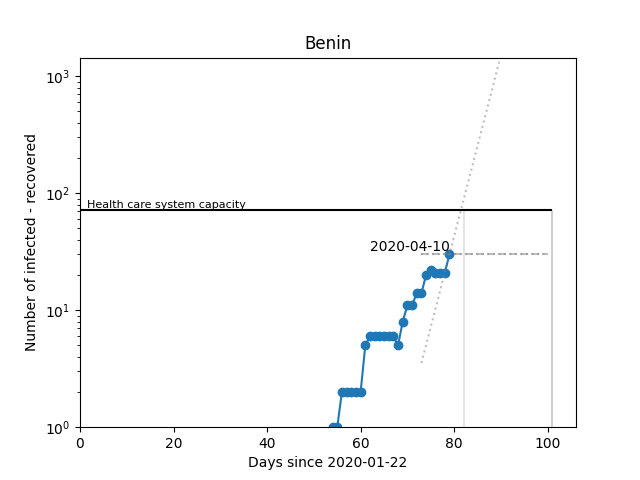 Benin
Number of infected - recovered
10³
10²
10¹
10⁰
Health care system capacity
2020-04-10
0 20 40 60 80 100
Days since 2020-01-22